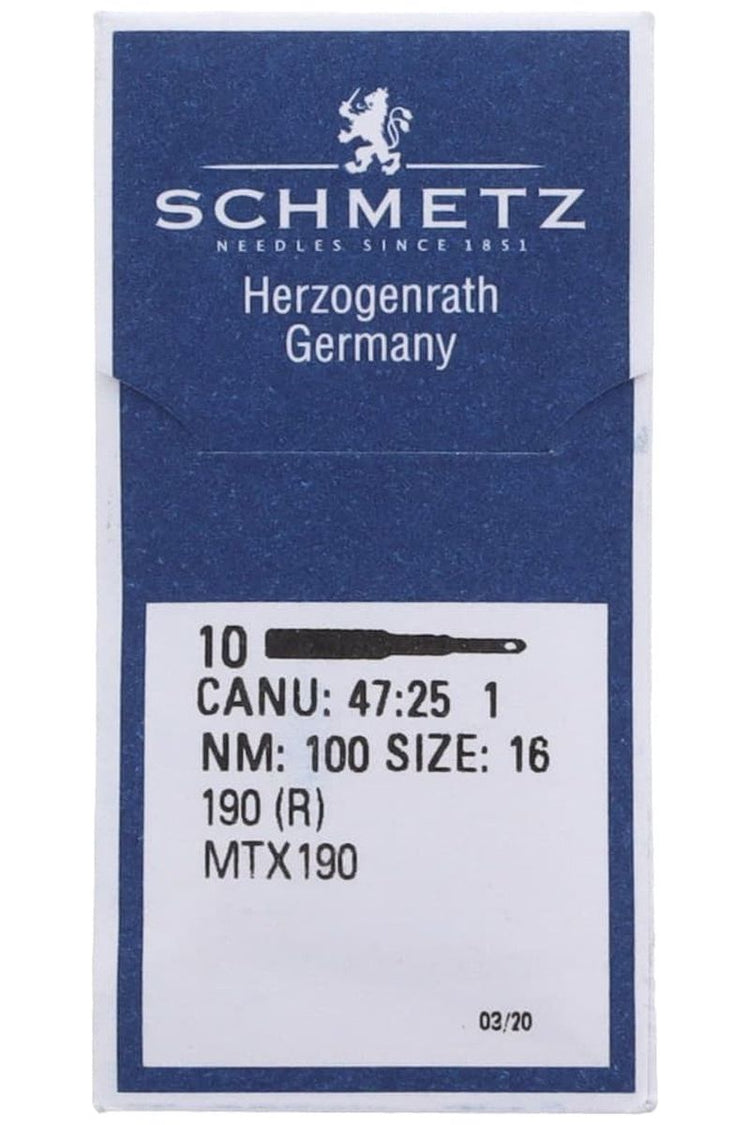 SCHMETZ
NEEDLES SINCE 1851
Herzogenrath
Germany
10
CANU: 47:25 1
NM: 100 SIZE: 16
190 (R)
MTX190
03/20